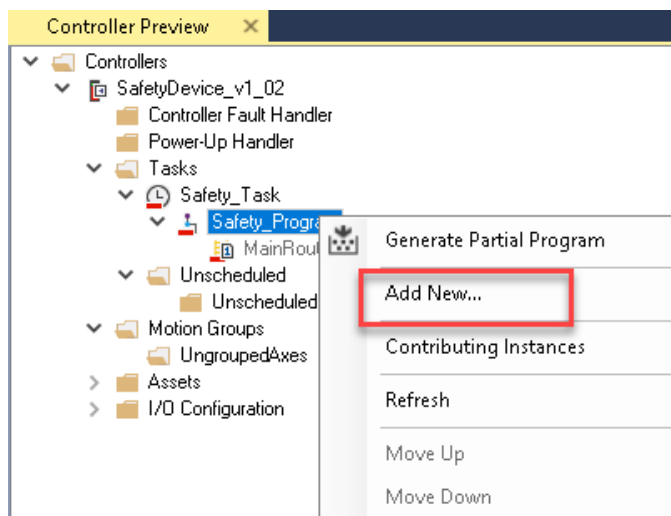 Controller Preview
Controllers
SafetyDevice_v1_02
Controller Fault Handler
Power-Up Handler
Tasks
Safety_Task
Safety_Progra
MainRout
Unscheduled
Unscheduled
Motion Groups
UngroupedAxes
Assets
I/O Configuration
Generate Partial Program
Add New...
Contributing Instances
Refresh
Move Up
Move Down